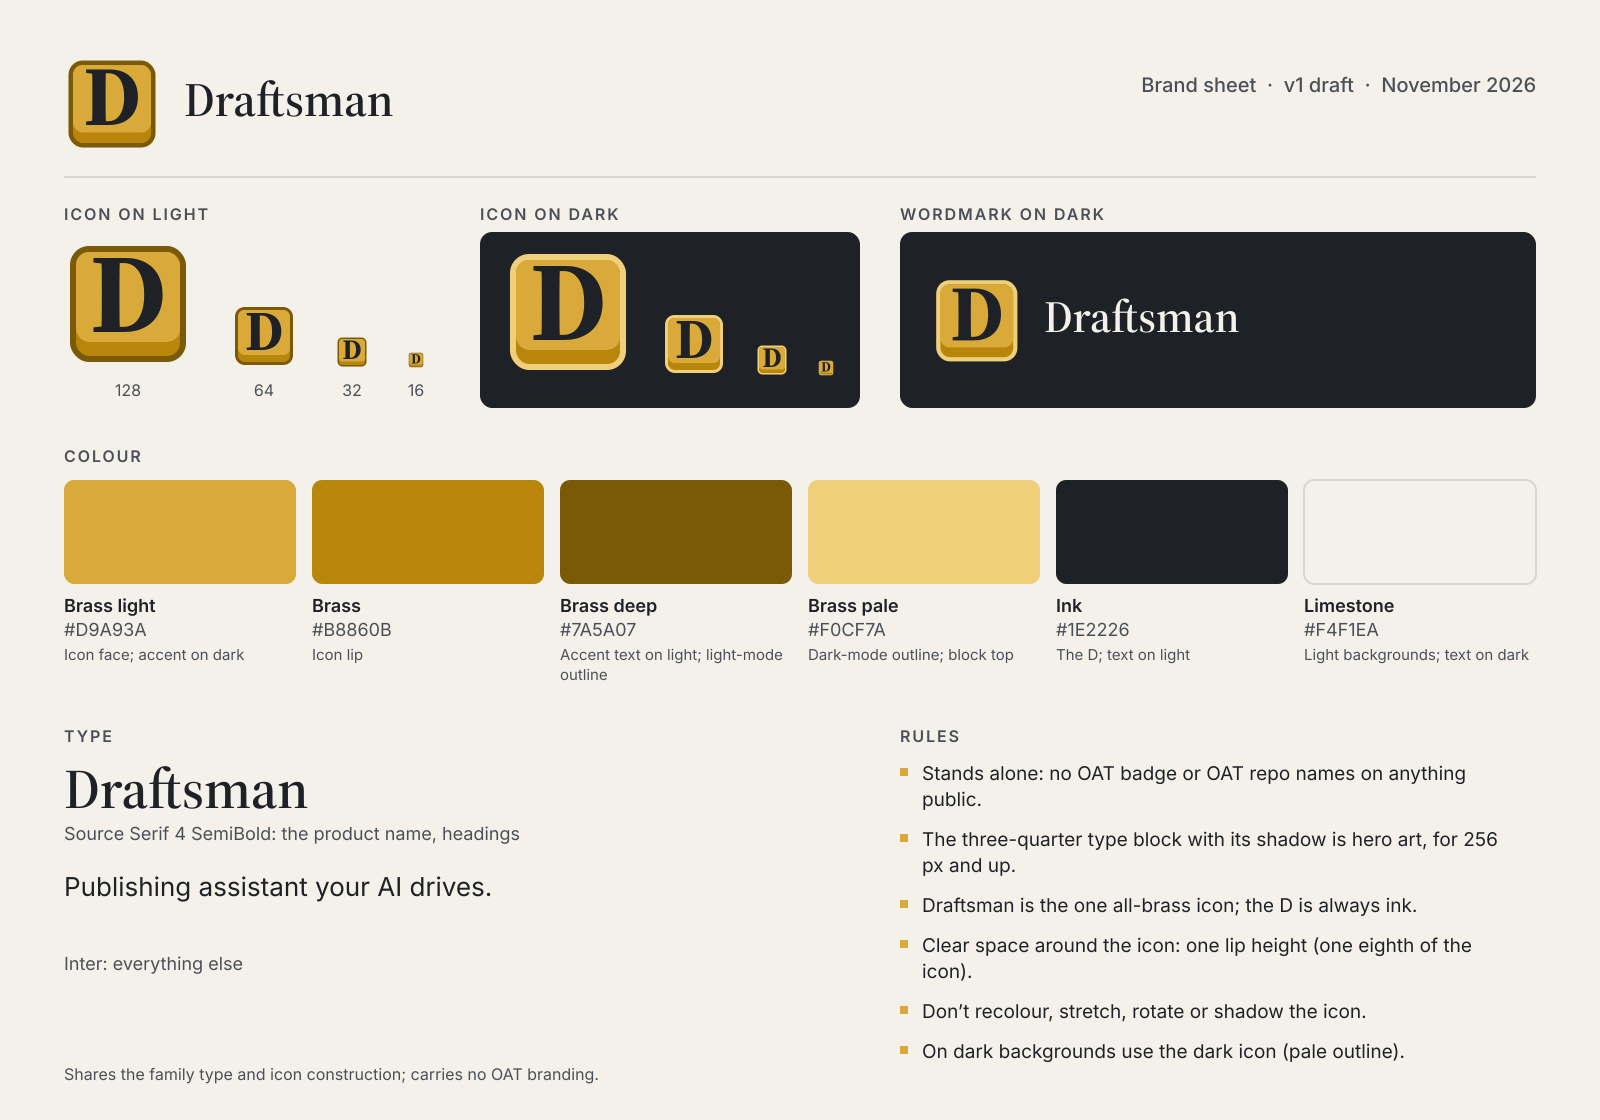 D
Draftsman
Brand sheet · v1 draft · November 2026
ICON ON LIGHT
D
D
D
D
128
64
32
16
ICON ON DARK
D
D
D
D
WORDMARK ON DARK
D
Draftsman
COLOUR
Brass light
#D9A93A
Icon face; accent on dark
Brass
#B8860B
Icon lip
Brass deep
#7A5A07
Accent text on light; light-mode
outline
Brass pale
#F0CF7A
Dark-mode outline; block top
Ink
#1E2226
The D; text on light
Limestone
#F4F1EA
Light backgrounds; text on dark
TYPE
Draftsman
Source Serif 4 SemiBold: the product name, headings
Publishing assistant your AI drives.
Inter: everything else
Shares the family type and icon construction; carries no OAT branding.
RULES
Stands alone: no OAT badge or OAT repo names on anything
public.
The three-quarter type block with its shadow is hero art, for 256
px and up.
Draftsman is the one all-brass icon; the D is always ink.
Clear space around the icon: one lip height (one eighth of the
icon).
Don’t recolour, stretch, rotate or shadow the icon.
On dark backgrounds use the dark icon (pale outline).